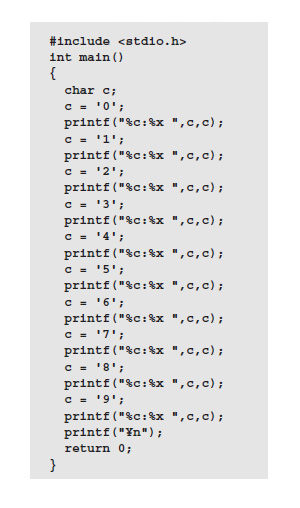 #include <stdio.h>
int main()
{
char c;
c = '0';
printf("%c:%x ",c,c);
c = '1';
printf("%c:%x ",c,c);
c = '2';
printf("%c:%x ",c,c);
c = '3';
printf("%c:%x ",c,c);
c = '4';
printf("%c:%x ",c,c);
c = '5';
printf("%c:%x ",c,c);
c = '6';
printf("%c:%x ",c,c);
c = '7';
printf("%c:%x ",c,c);
c = '8';
printf("%c:%x ",c,c);
c = '9';
printf("%c:%x ",c,c);
printf("¥n");
return 0;
}